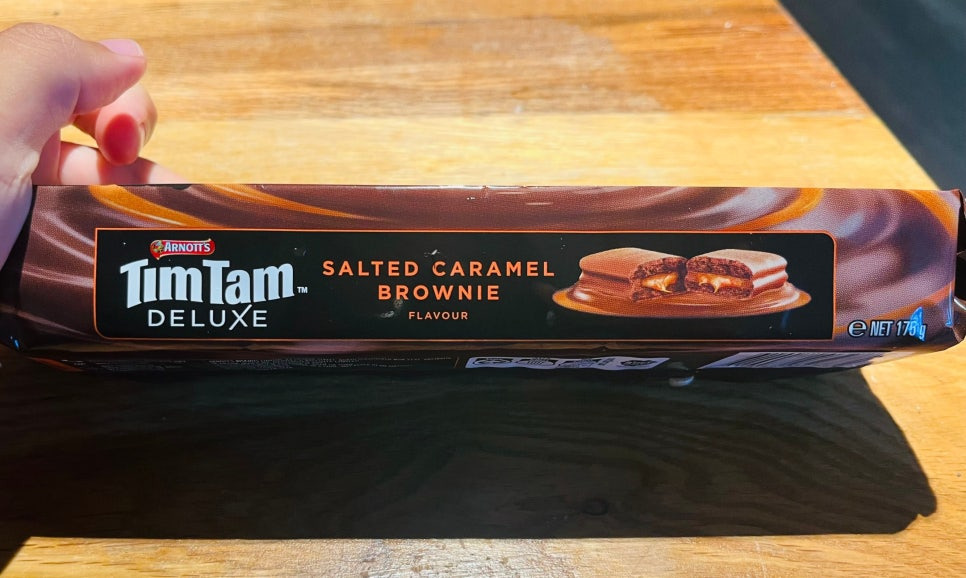 ARNOTT'S
TimTam™
DELUXE
SALTED CARAMEL
BROWNIE
FLAVOUR
℮ NET 175g